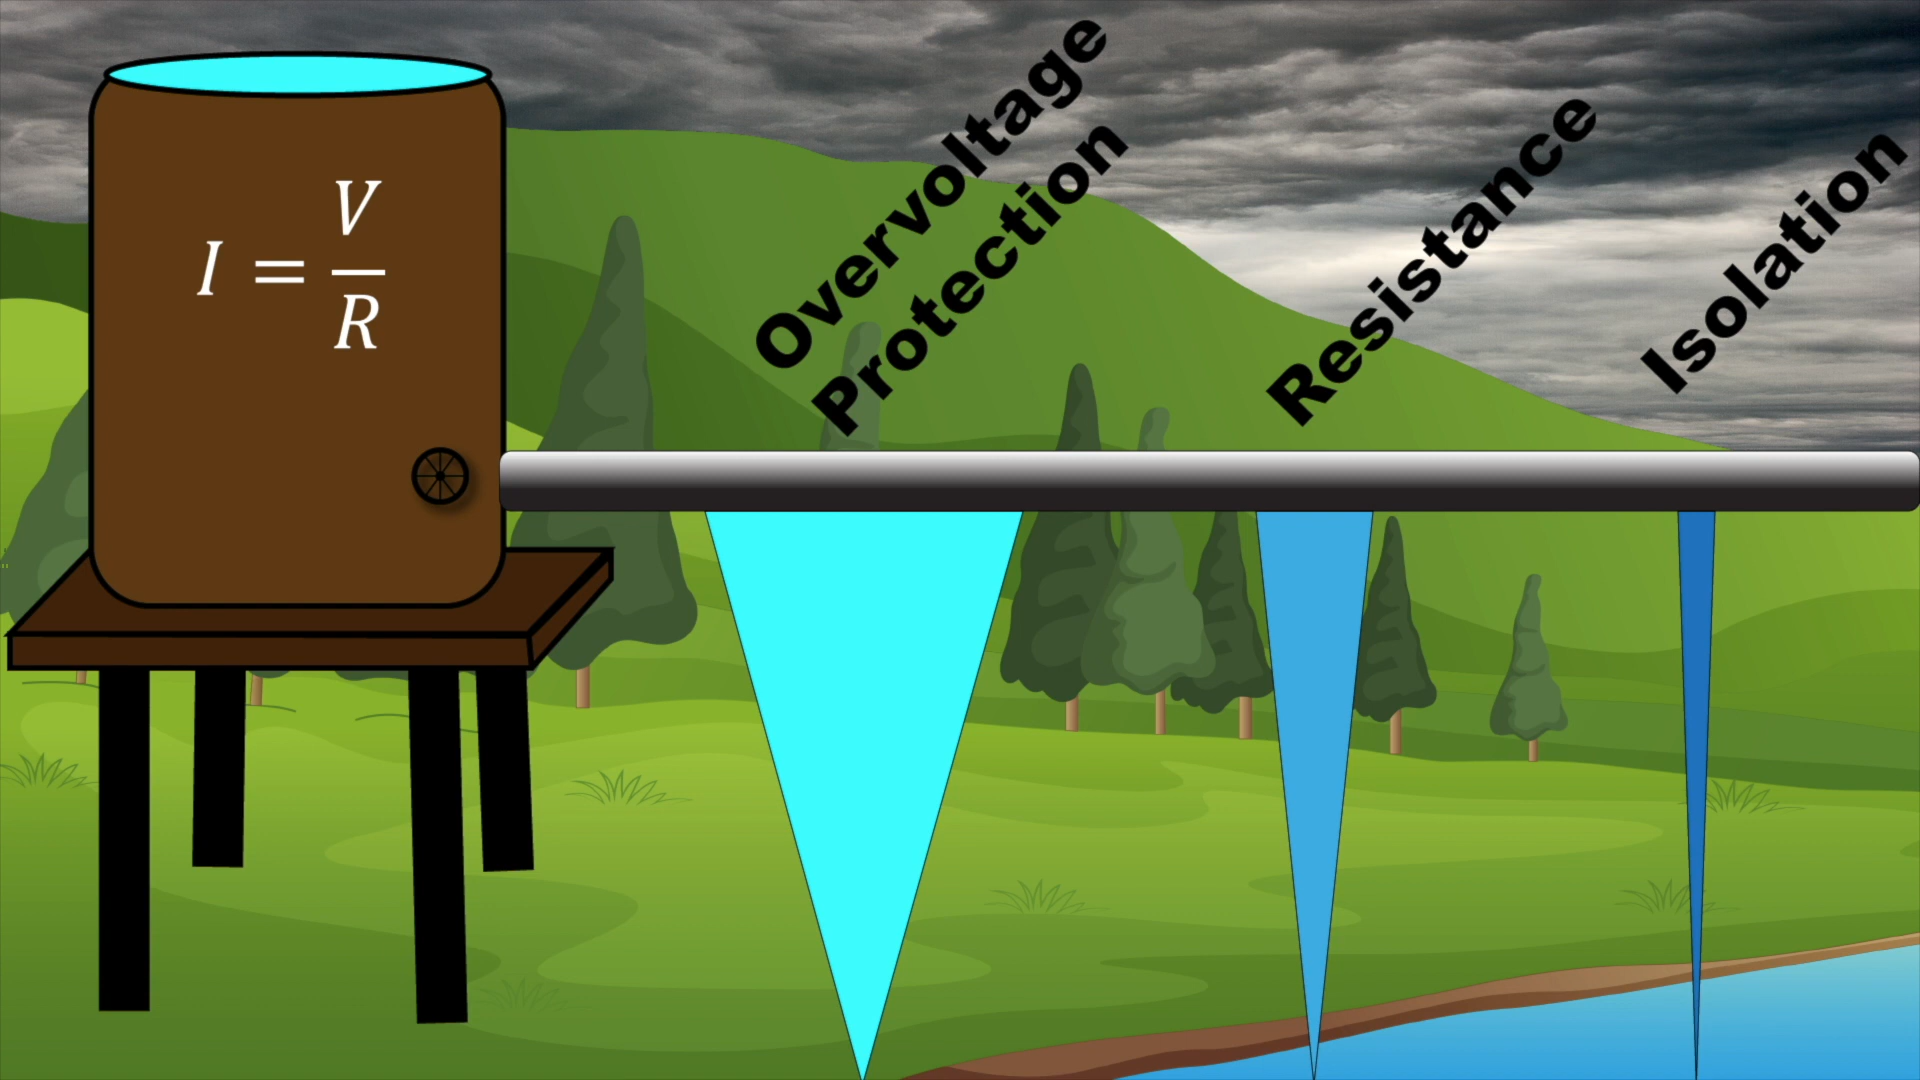 I = V/R
Overvoltage
Protection
Resistance
Isolation